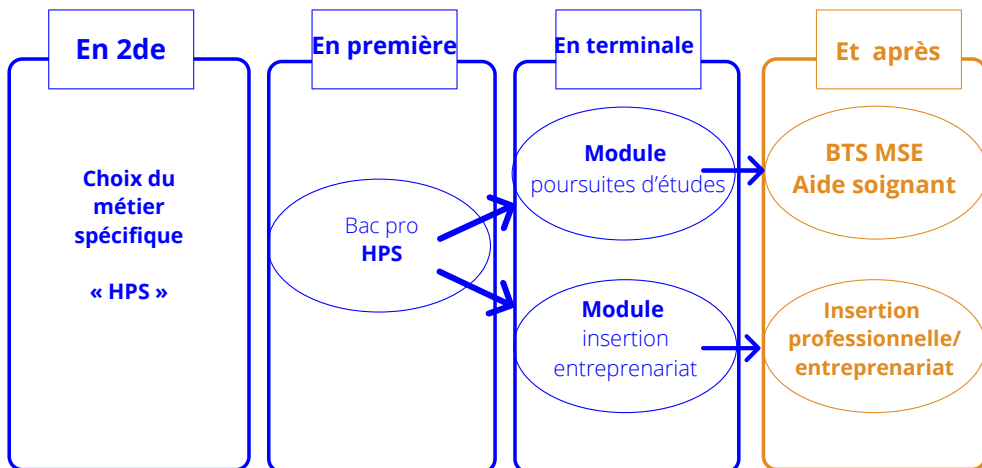 En 2de
Choix du
métier
spécifique
« HPS »
En première
Bac pro
HPS
En terminale
Module
poursuites d'études
Module
insertion
entreprenariat
Et après
BTS MSE
Aide soignant
Insertion
professionnelle/
entreprenariat